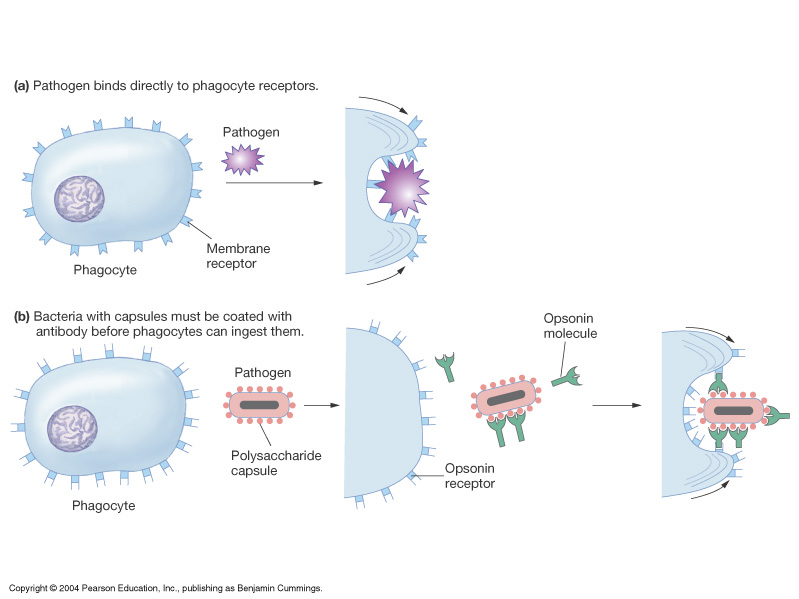 (a) Pathogen binds directly to phagocyte receptors.
Pathogen
Membrane
receptor
Phagocyte
(b) Bacteria with capsules must be coated with
antibody before phagocytes can ingest them.
Opsonin
molecule
Pathogen
Polysaccharide
capsule
Opsonin
receptor
Phagocyte
Copyright © 2004 Pearson Education, Inc., publishing as Benjamin Cummings.